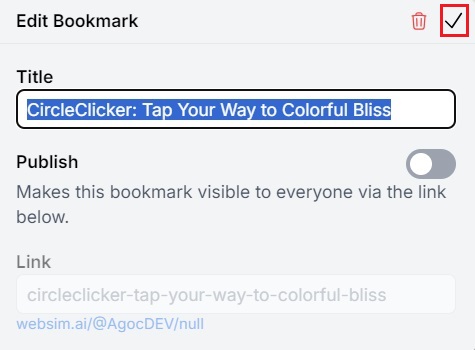 Edit Bookmark
Title
CircleClicker: Tap Your Way to Colorful Bliss
Publish
Makes this bookmark visible to everyone via the link
below.
Link
circleclicker-tap-your-way-to-colorful-bliss
websim.ai/@AgocDEV/null